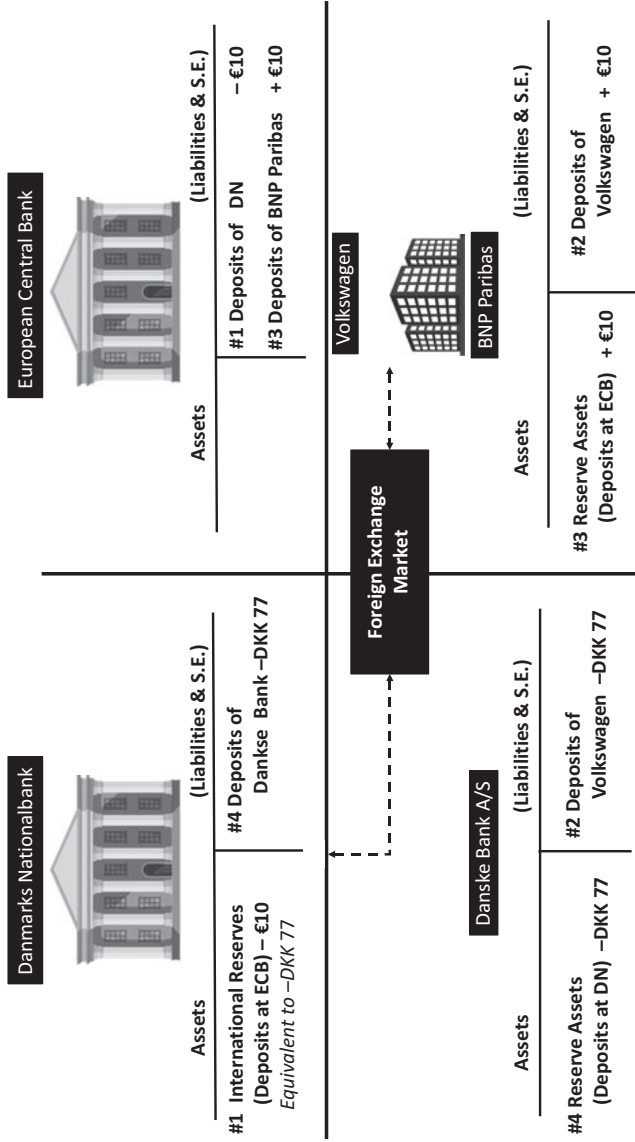 Danmarks Nationalbank
Assets
(Liabilities & S.E.)
#1 International Reserves
(Deposits at ECB) – €10
Equivalent to –DKK 77
#4 Deposits of
Dankse Bank –DKK 77
European Central Bank
Assets
(Liabilities & S.E.)
#1 Deposits of DN – €10
#3 Deposits of BNP Paribas + €10
Foreign Exchange
Market
Danske Bank A/S
Assets
(Liabilities & S.E.)
#4 Reserve Assets
(Deposits at DN) –DKK 77
#2 Deposits of
Volkswagen –DKK 77
Volkswagen
BNP Paribas
Assets
(Liabilities & S.E.)
#3 Reserve Assets
(Deposits at ECB) + €10
#2 Deposits of
Volkswagen + €10